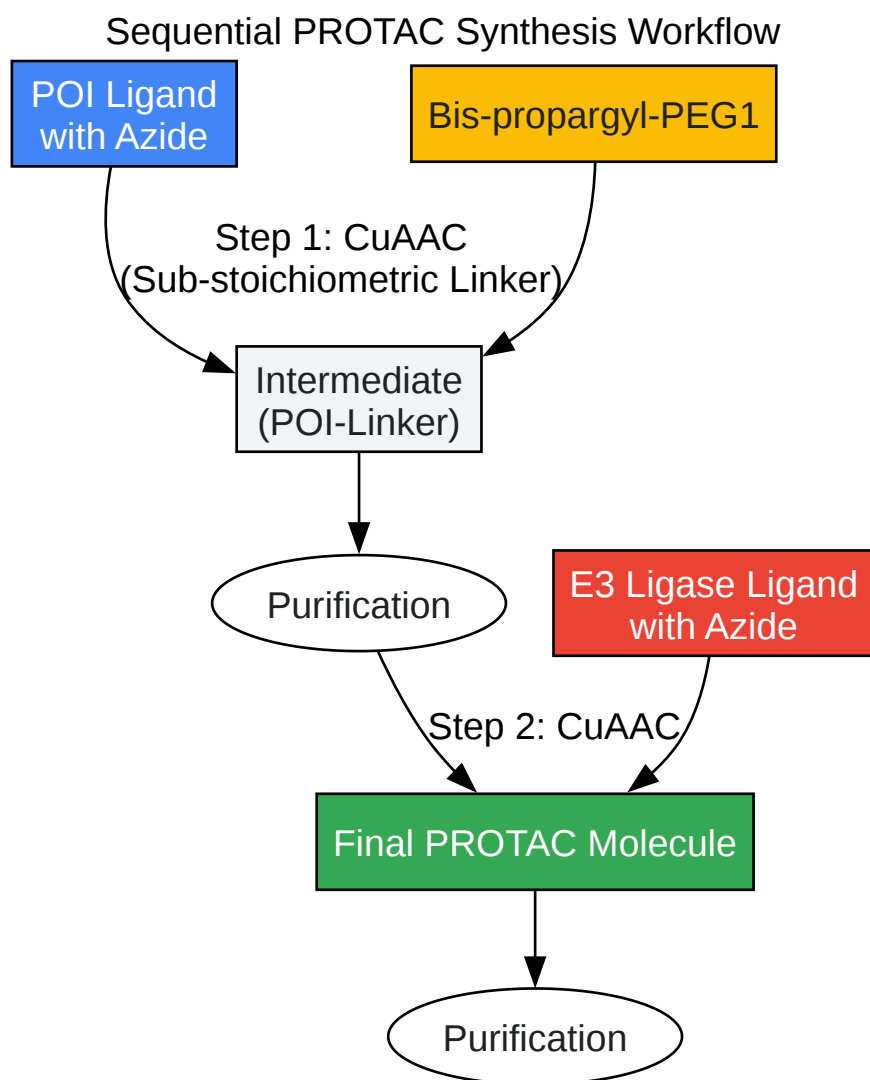 Sequential PROTAC Synthesis Workflow
POI Ligand
with Azide
Bis-propargyl-PEG1
Step 1: CuAAC
(Sub-stoichiometric Linker)
Intermediate
(POI-Linker)
Purification
E3 Ligase Ligand
with Azide
Step 2: CuAAC
Final PROTAC Molecule
Purification